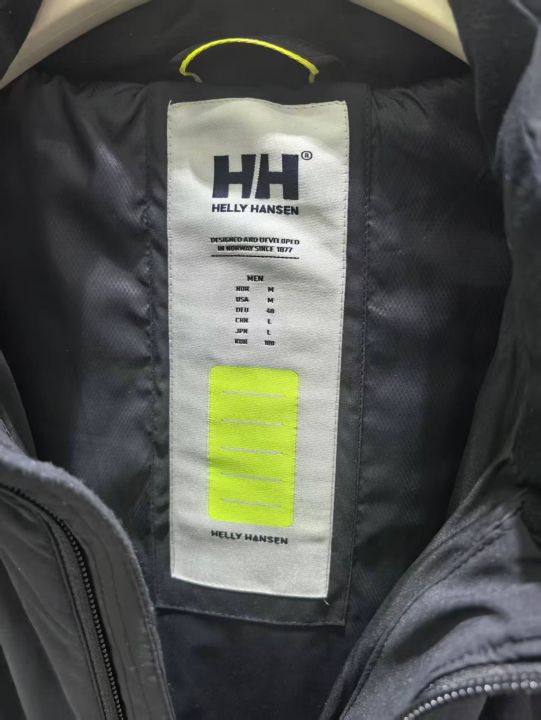 HH®
HELLY HANSEN
DESIGNED AND DEVELOPED
IN NORWAY SINCE 1877
MEN
NOR M
USA M
DEU 48
CHN L
JPN L
KOR 100
HELLY HANSEN